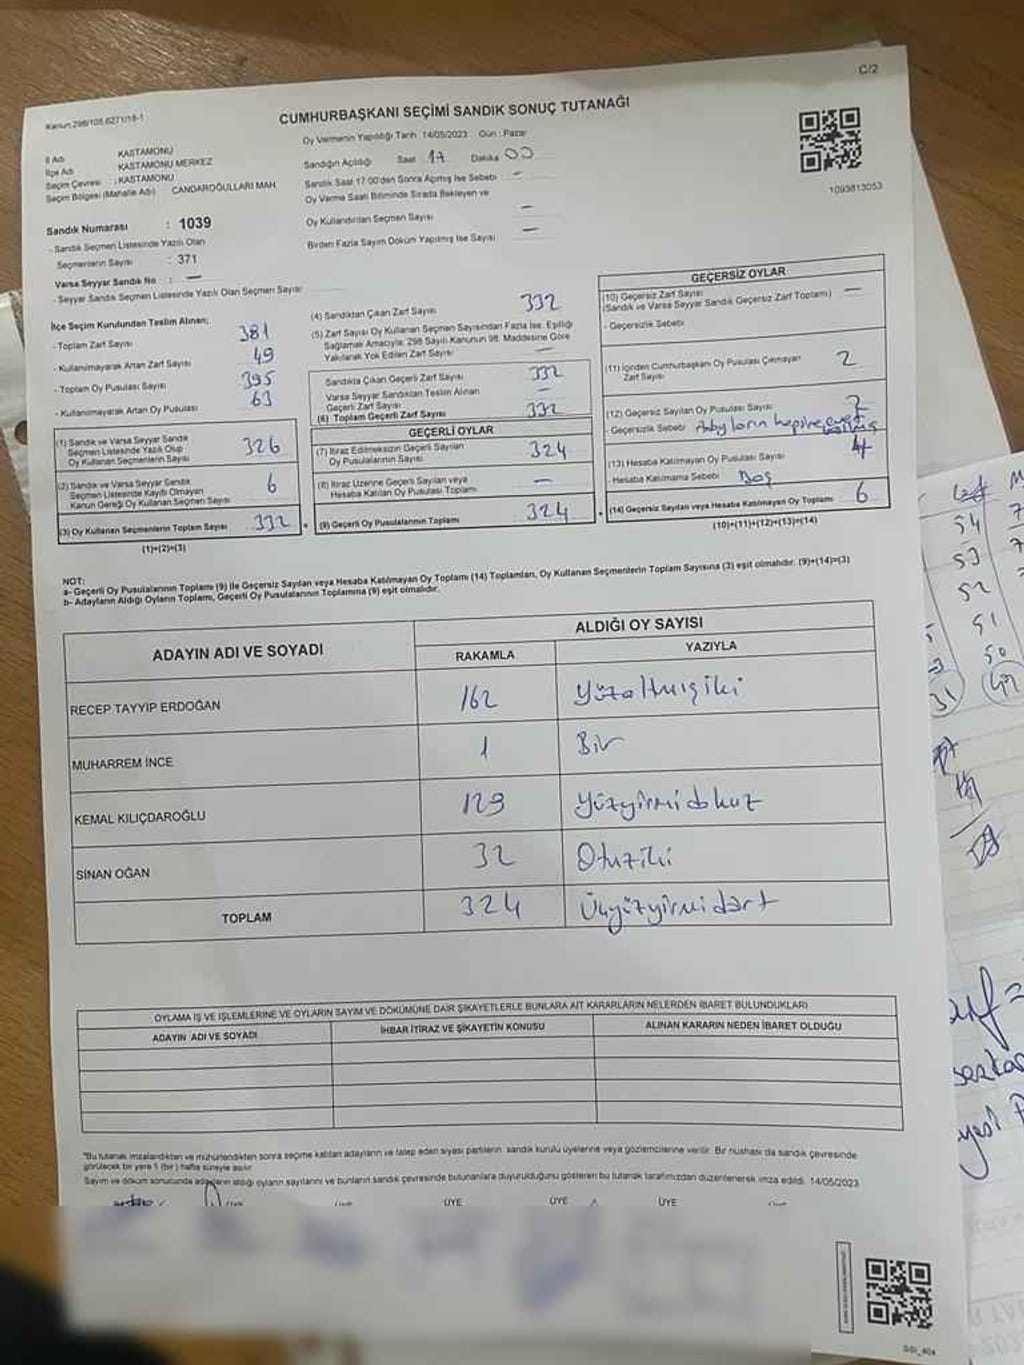 C/2
Kanun:298/105,6271/18-1
CUMHURBAŞKANI SEÇİMİ SANDIK SONUÇ TUTANAĞI
Oy Vermenin Yapıldığı Tarih :14/05/2023 Gün : Pazar
İl Adı KASTAMONU
İlçe Adı KASTAMONU MERKEZ
Seçim Çevresi : KASTAMONU
Seçim Bölgesi (Mahalle Adı) CANDAROĞULLARI MAH.
Sandığın Açıldığı Saat 17 Dakika 00
Sandık Saat 17:00'den Sonra Açılmış İse Sebebi –
Oy Verme Saati Bitiminde Sırada Bekleyen ve
Oy Kullandırılan Seçmen Sayısı –
Birden Fazla Sayım Döküm Yapılmış İse Sayısı –
1093813053
Sandık Numarası : 1039
- Sandık Seçmen Listesinde Yazılı Olan
Seçmenlerin Sayısı : 371
Varsa Seyyar Sandık No : –
- Seyyar Sandık Seçmen Listesinde Yazılı Olan Seçmen Sayısı:
İlçe Seçim Kurulundan Teslim Alınan;
- Toplam Zarf Sayısı 381
- Kullanılmayarak Artan Zarf Sayısı 49
- Toplam Oy Pusulası Sayısı 395
- Kullanılmayarak Artan Oy Pusulası 63
(1) Sandık ve Varsa Seyyar Sandık
Seçmen Listesinde Yazılı Olup
Oy Kullanan Seçmenlerin Sayısı 326
(2) Sandık ve Varsa Seyyar Sandık
Seçmen Listesinde Kayıtlı Olmayan
Kanun Gereği Oy Kullanan Seçmen Sayısı 6
(3) Oy Kullanan Seçmenlerin Toplam Sayısı 332
(1)+(2)=(3)
(4) Sandıktan Çıkan Zarf Sayısı 332
(5) Zarf Sayısı Oy Kullanan Seçmen Sayısından Fazla İse, Eşitliği
Sağlamak Amacıyla, 298 Sayılı Kanunun 98. Maddesine Göre
Yakılarak Yok Edilen Zarf Sayısı –
Sandıkta Çıkan Geçerli Zarf Sayısı 332
Varsa Seyyar Sandıktan Teslim Alınan
Geçerli Zarf Sayısı –
(6) Toplam Geçerli Zarf Sayısı 332
GEÇERLİ OYLAR
(7) İtiraz Edilmeksizin Geçerli Sayılan
Oy Pusulalarının Sayısı 324
(8) İtiraz Üzerine Geçerli Sayılan veya
Hesaba Katılan Oy Pusulası Toplamı –
(9) Geçerli Oy Pusulalarının Toplamı 324
GEÇERSİZ OYLAR
(10) Geçersiz Zarf Sayısı
(Sandık ve Varsa Seyyar Sandık Geçersiz Zarf Toplamı) –
- Geçersizlik Sebebi
(11) İçinden Cumhurbaşkanı Oy Pusulası Çıkmayan
Zarf Sayısı 2
(12) Geçersiz Sayılan Oy Pusulası Sayısı
- Geçersizlik Sebebi
(13) Hesaba Katılmayan Oy Pusulası Sayısı 4
- Hesaba Katılmama Sebebi Boş
(14) Geçersiz Sayılan veya Hesaba Katılmayan Oy Toplamı 6
(10)+(11)+(12)+(13)=(14)
NOT:
a- Geçerli Oy Pusulalarının Toplamı (9) ile Geçersiz Sayılan veya Hesaba Katılmayan Oy Toplamı (14) Toplamları, Oy Kullanan Seçmenlerin Toplam Sayısına (3) eşit olmalıdır. (9)+(14)=(3)
b- Adayların Aldığı Oyların Toplamı, Geçerli Oy Pusulalarının Toplamına (9) eşit olmalıdır.
ADAYIN ADI VE SOYADI
ALDIĞI OY SAYISI
RAKAMLA YAZIYLA
RECEP TAYYİP ERDOĞAN 162 Yüzaltmışiki
MUHARREM İNCE 1 Bir
KEMAL KILIÇDAROĞLU 129 Yüzyirmidokuz
SİNAN OĞAN 32 Otuziki
TOPLAM 324 Üçyüzyirmidört
OYLAMA İŞ VE İŞLEMLERİNE VE OYLARIN SAYIM VE DÖKÜMÜNE DAİR ŞİKAYETLERLE BUNLARA AİT KARARLARIN NELERDEN İBARET BULUNDUKLARI
ADAYIN ADI VE SOYADI İHBAR İTİRAZ VE ŞİKAYETİN KONUSU ALINAN KARARIN NEDEN İBARET OLDUĞU
*Bu tutanak imzalandıktan ve mühürlendikten sonra seçime katılan adayların ve talep eden siyasi partilerin sandık kurulu üyelerine veya gözlemcilerine verilir. Bir nüshası da sandık çevresinde
görülecek bir yere 1 (bir) hafta süreyle asılır
Sayım ve döküm sonucunda adayların aldığı oyların sayılarını ve bunların sandık çevresinde bulunanlara duyurulduğunu gösteren bu tutanak tarafımızdan düzenlenerek imza edildi. 14/05/2023
ÜYE ÜYE ÜYE
54
53
52
51
50
31